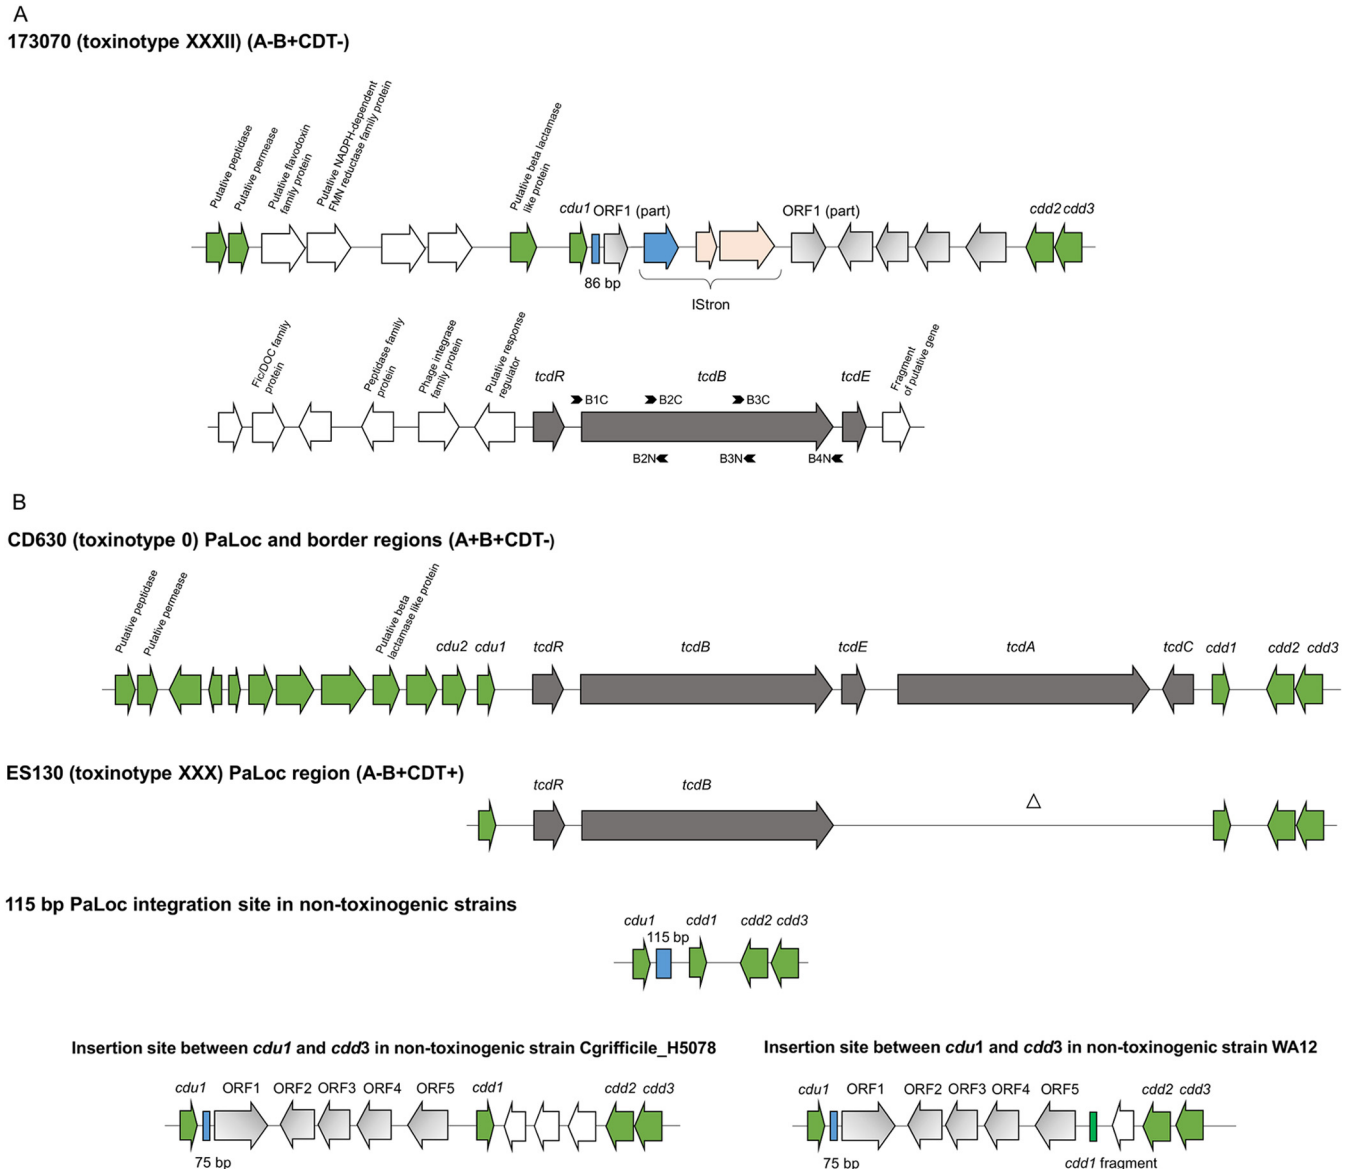 A
173070 (toxinotype XXXII) (A-B+CDT-)
Putative peptidase
Putative permease
Putative flavodoxin
family protein
Putative NADPH-dependent
FMN reductase family protein
Putative beta lactamase
like protein
cdu1
ORF1 (part)
ORF1 (part)
cdd2
cdd3
86 bp
IStron
Fic/DOC family
protein
Peptidase family
protein
Phage integrase
family protein
Putative response
regulator
tcdR
tcdB
tcdE
Fragment
of putative gene
B1C
B2C
B3C
B2N
B3N
B4N
B
CD630 (toxinotype 0) PaLoc and border regions (A+B+CDT-)
Putative peptidase
Putative permease
Putative beta
lactamase like protein
cdu2
cdu1
tcdR
tcdB
tcdE
tcdA
tcdC
cdd1
cdd2
cdd3
ES130 (toxinotype XXX) PaLoc region (A-B+CDT+)
tcdR
tcdB
△
115 bp PaLoc integration site in non-toxinogenic strains
cdu1
cdd1
cdd2
cdd3
115 bp
Insertion site between cdu1 and cdd3 in non-toxinogenic strain Cgrifficile_H5078
cdu1
ORF1
ORF2
ORF3
ORF4
ORF5
cdd1
cdd2
cdd3
75 bp
Insertion site between cdu1 and cdd3 in non-toxinogenic strain WA12
cdu1
ORF1
ORF2
ORF3
ORF4
ORF5
cdd2
cdd3
75 bp
cdd1 fragment